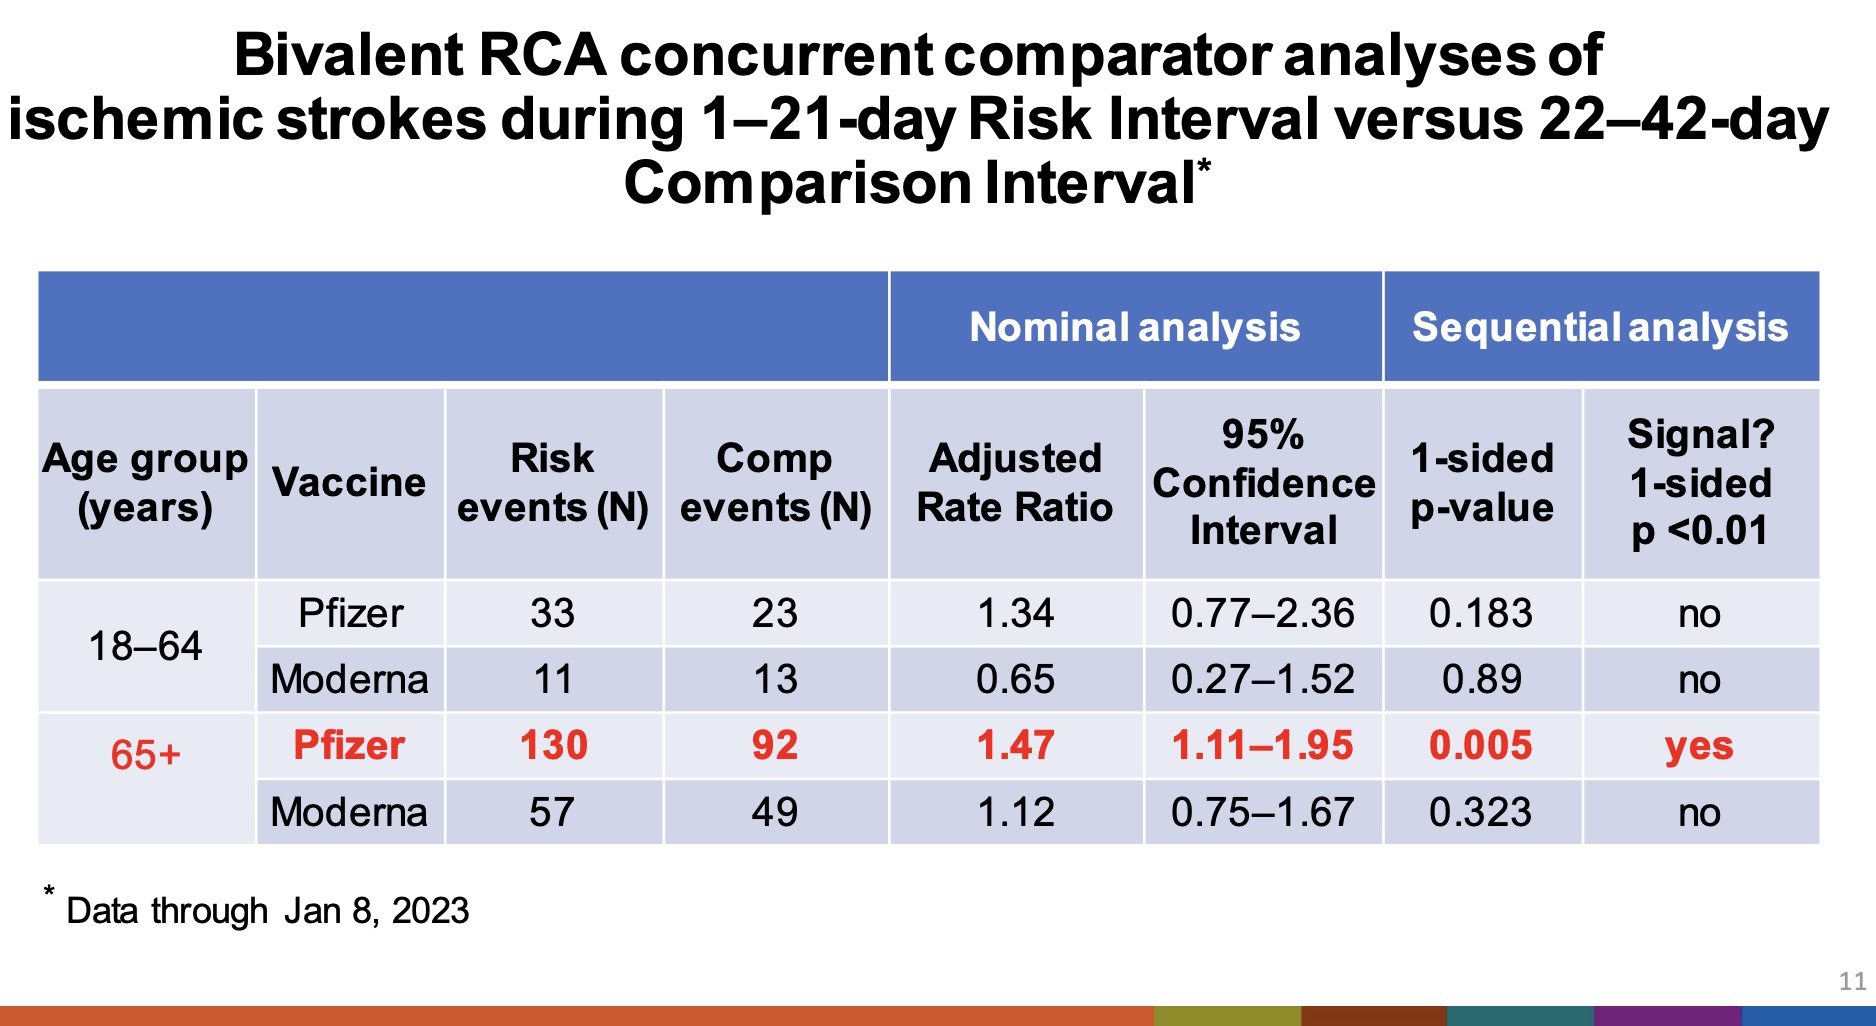 Bivalent RCA concurrent comparator analyses of
ischemic strokes during 1–21-day Risk Interval versus 22–42-day
Comparison Interval*
Nominal analysis Sequential analysis
Age group (years) Vaccine Risk events (N) Comp events (N) Adjusted Rate Ratio 95% Confidence Interval 1-sided p-value Signal? 1-sided p <0.01
18–64 Pfizer 33 23 1.34 0.77–2.36 0.183 no
Moderna 11 13 0.65 0.27–1.52 0.89 no
65+ Pfizer 130 92 1.47 1.11–1.95 0.005 yes
Moderna 57 49 1.12 0.75–1.67 0.323 no
* Data through Jan 8, 2023
11